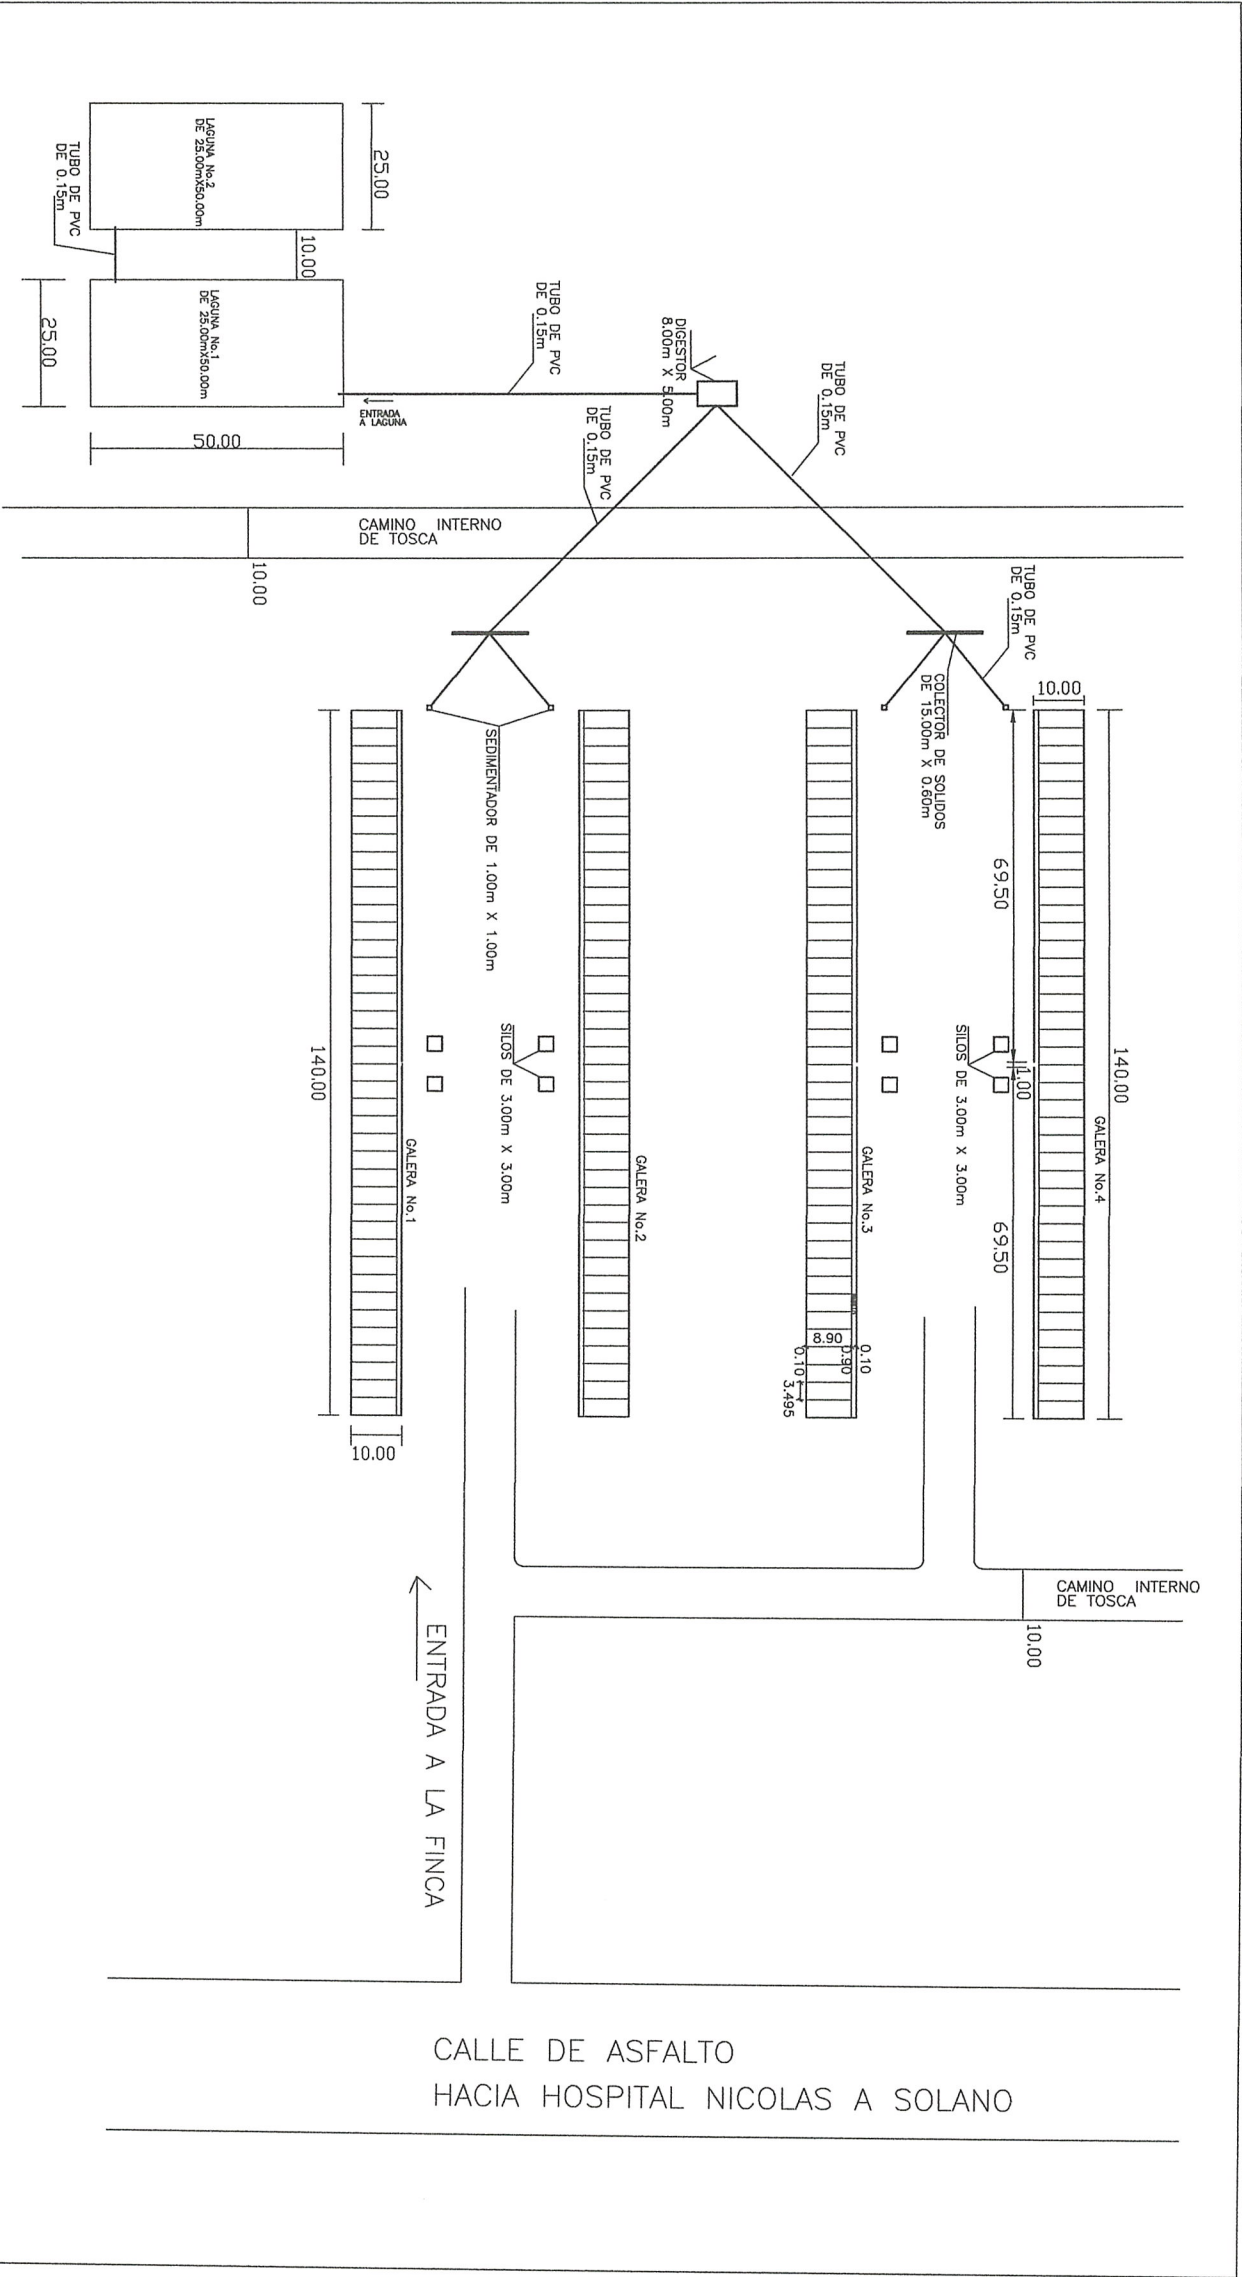 25.00
LAGUNA No.2
DE 25.00mX50.00m
TUBO DE PVC
DE 0.15m
10.00
LAGUNA No.1
DE 25.00mX50.00m
25.00
50.00
TUBO DE PVC
DE 0.15m
ENTRADA
A LAGUNA
DIGESTOR
8.00m X 5.00m
TUBO DE PVC
DE 0.15m
TUBO DE PVC
DE 0.15m
CAMINO INTERNO
DE TOSCA
10.00
TUBO DE PVC
DE 0.15m
COLECTOR DE SOLIDOS
DE 15.00m X 0.60m
10.00
SEDIMENTADOR DE 1.00m X 1.00m
69.50
1.00
69.50
140.00
GALERA No.4
SILOS DE 3.00m X 3.00m
GALERA No.3
8.90
0.90
0.10
0.10
3.495
GALERA No.2
SILOS DE 3.00m X 3.00m
GALERA No.1
140.00
10.00
CAMINO INTERNO
DE TOSCA
10.00
ENTRADA A LA FINCA
CALLE DE ASFALTO
HACIA HOSPITAL NICOLAS A SOLANO